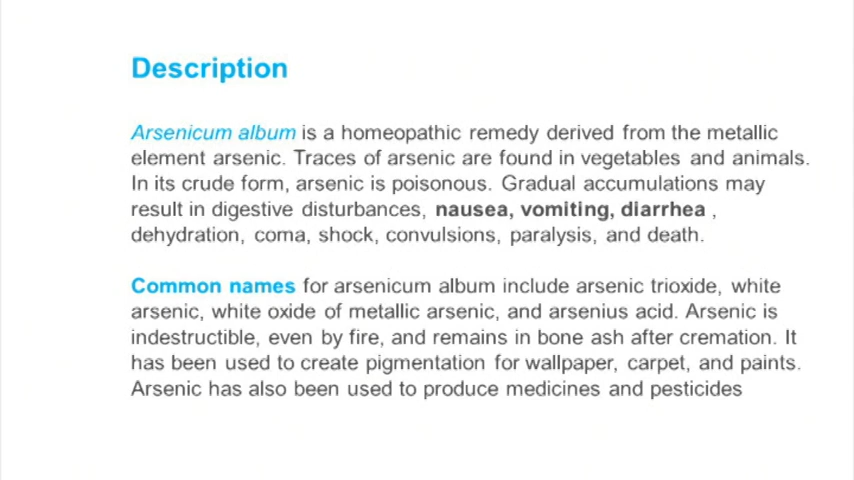 Description
Arsenicum album is a homeopathic remedy derived from the metallic
element arsenic. Traces of arsenic are found in vegetables and animals.
In its crude form, arsenic is poisonous. Gradual accumulations may
result in digestive disturbances, nausea, vomiting, diarrhea ,
dehydration, coma, shock, convulsions, paralysis, and death.
Common names for arsenicum album include arsenic trioxide, white
arsenic, white oxide of metallic arsenic, and arsenius acid. Arsenic is
indestructible, even by fire, and remains in bone ash after cremation. It
has been used to create pigmentation for wallpaper, carpet, and paints.
Arsenic has also been used to produce medicines and pesticides